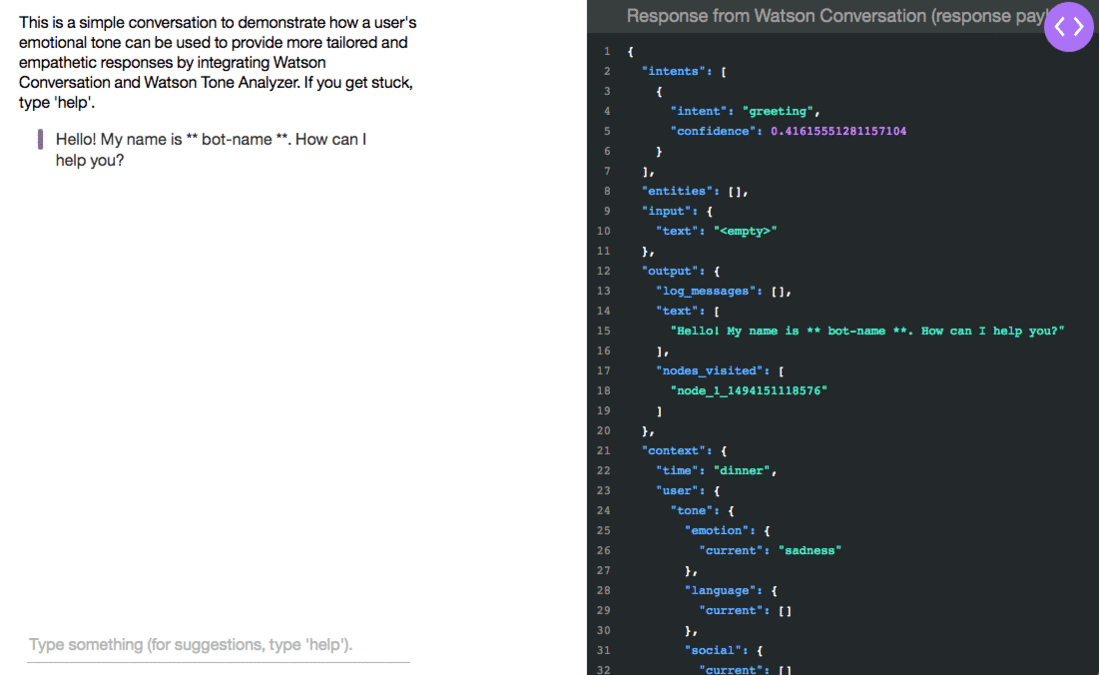 This is a simple conversation to demonstrate how a user's
emotional tone can be used to provide more tailored and
empathetic responses by integrating Watson
Conversation and Watson Tone Analyzer. If you get stuck,
type 'help'.
Hello! My name is ** bot-name **. How can I
help you?
Type something (for suggestions, type 'help').
Response from Watson Conversation (response pay
1 {
2 "intents": [
3 {
4 "intent": "greeting",
5 "confidence": 0.41615551281157104
6 }
7 ],
8 "entities": [],
9 "input": {
10 "text": "<empty>"
11 },
12 "output": {
13 "log_messages": [],
14 "text": [
15 "Hello! My name is ** bot-name **. How can I help you?"
16 ],
17 "nodes_visited": [
18 "node_1_1494151118576"
19 ]
20 },
21 "context": {
22 "time": "dinner",
23 "user": {
24 "tone": {
25 "emotion": {
26 "current": "sadness"
27 },
28 "language": {
29 "current": []
30 },
31 "social": {
32 "current": []